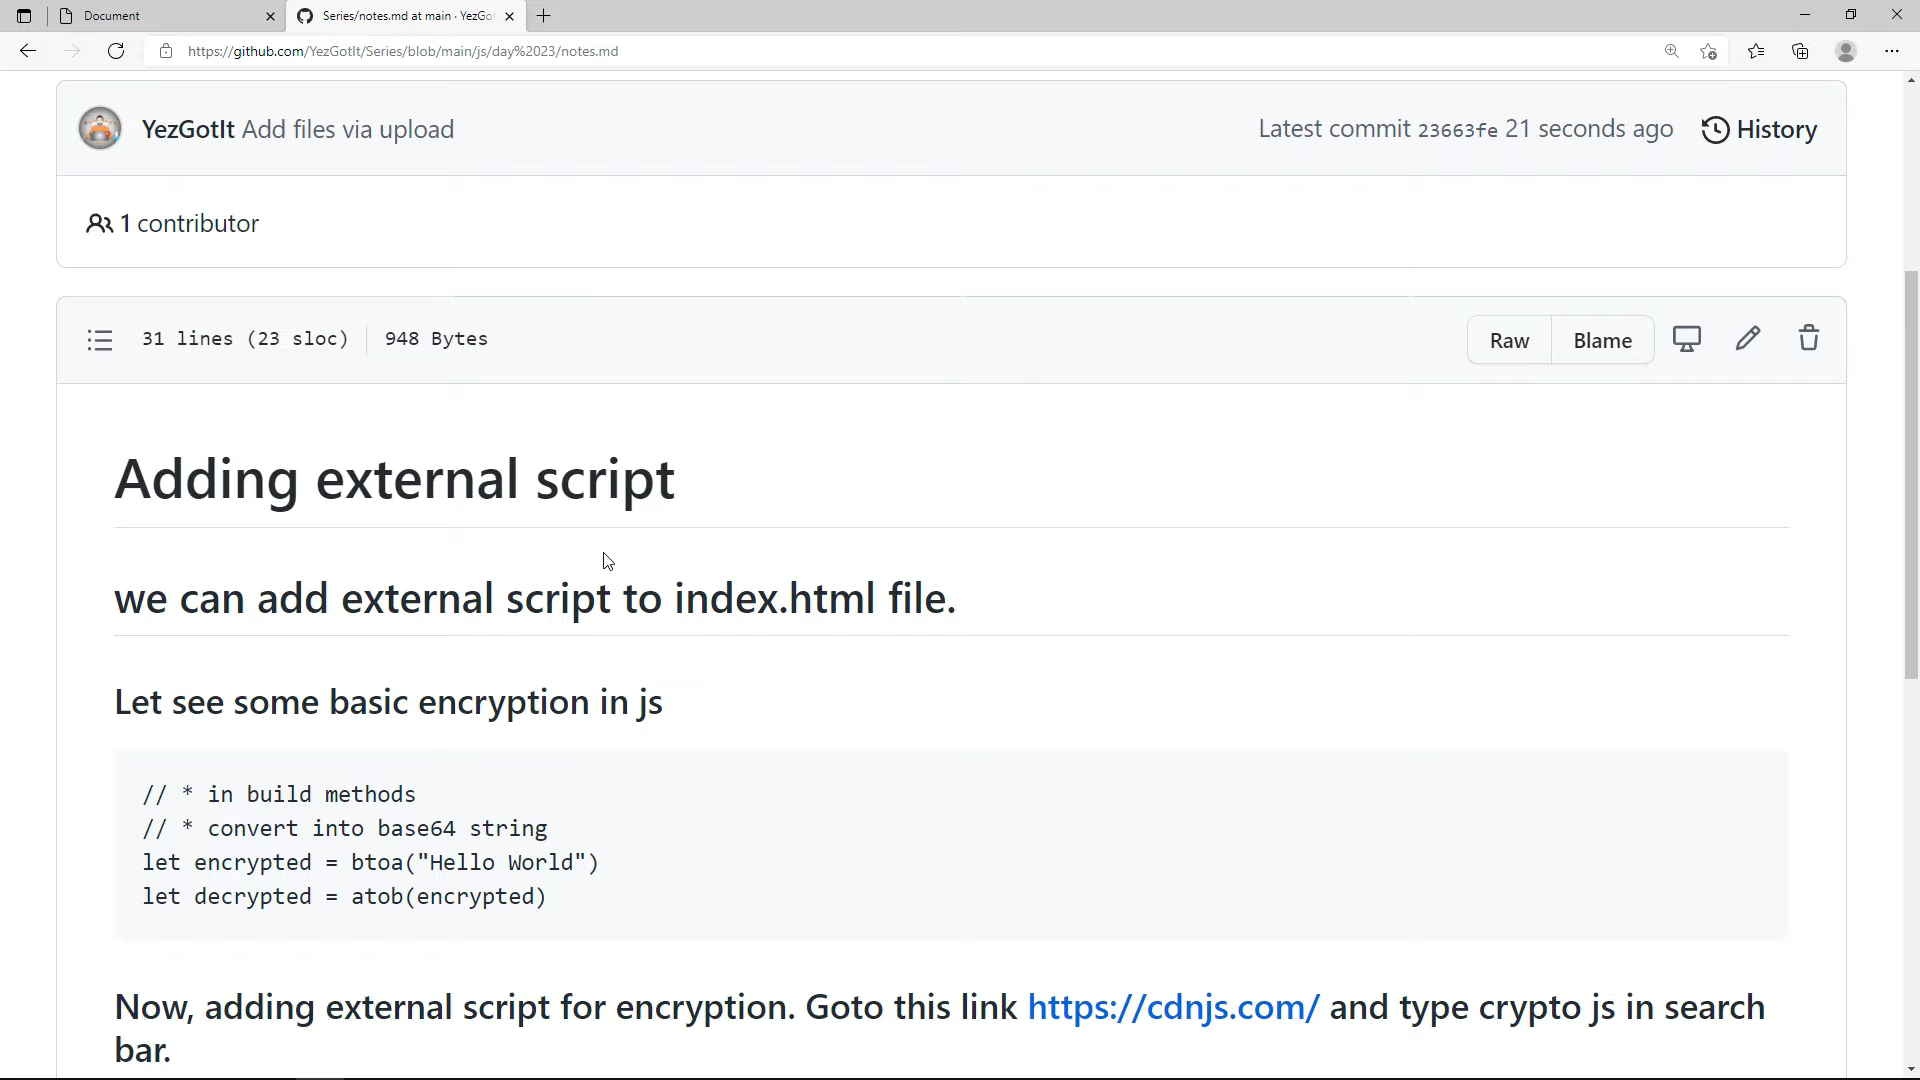 Document
Series/notes.md at main · YezGot
https://github.com/YezGotIt/Series/blob/main/js/day%2023/notes.md
YezGotIt Add files via upload
Latest commit 23663fe 21 seconds ago
History
1 contributor
31 lines (23 sloc)
948 Bytes
Raw
Blame
Adding external script
we can add external script to index.html file.
Let see some basic encryption in js
// * in build methods
// * convert into base64 string
let encrypted = btoa("Hello World")
let decrypted = atob(encrypted)
Now, adding external script for encryption. Goto this link https://cdnjs.com/ and type crypto js in search
bar.